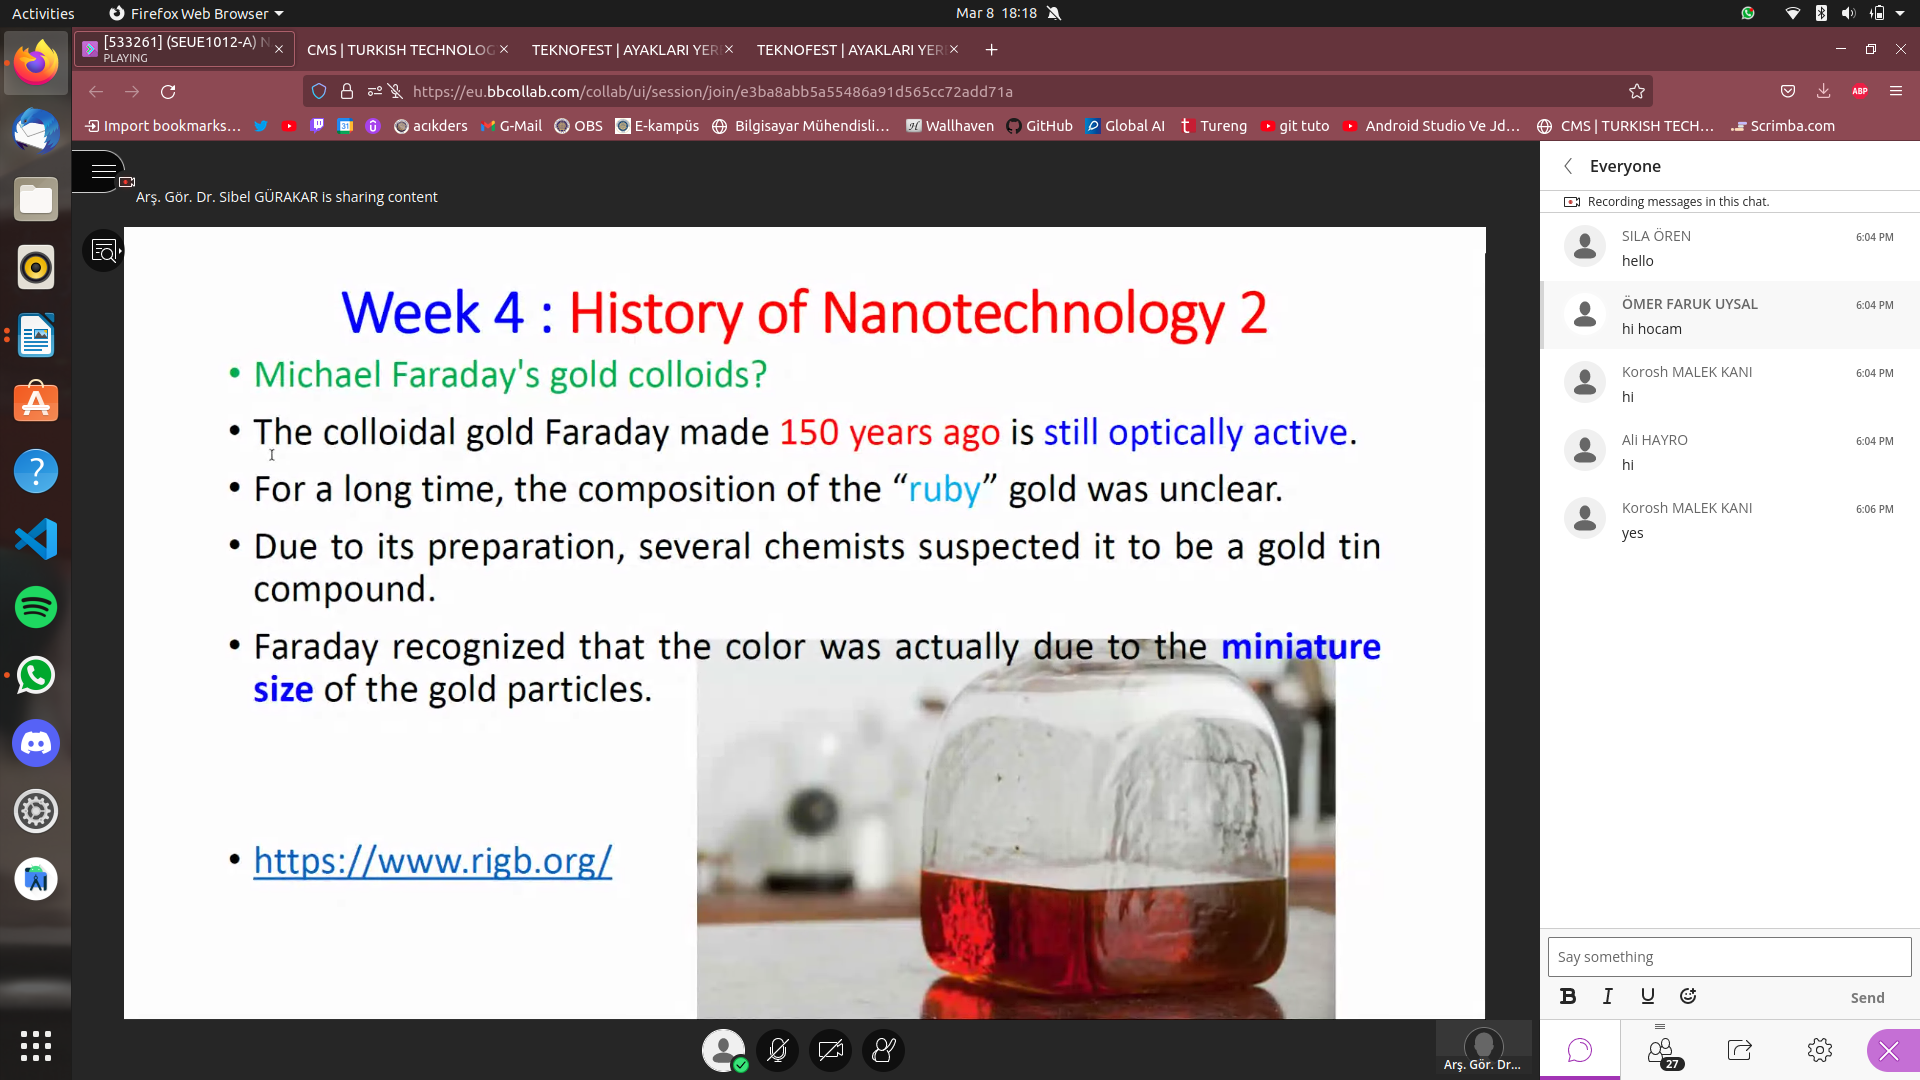 Activities
Firefox Web Browser
Mar 8 18:18
[533261] (SEUE1012-A) N
PLAYING
CMS | TURKISH TECHNOLOG
TEKNOFEST | AYAKLARI YER
TEKNOFEST | AYAKLARI YER
https://eu.bbcollab.com/collab/ui/session/join/e3ba8abb5a55486a91d565cc72add71a
ABP
Import bookmarks...
acıkders
G-Mail
OBS
E-kampüs
Bilgisayar Mühendisli...
Wallhaven
GitHub
Global AI
Tureng
git tuto
Android Studio Ve Jd...
CMS | TURKISH TECH...
Scrimba.com
Arş. Gör. Dr. Sibel GÜRAKAR is sharing content
Week 4 : History of Nanotechnology 2
• Michael Faraday's gold colloids?
• The colloidal gold Faraday made 150 years ago is still optically active.
• For a long time, the composition of the “ruby” gold was unclear.
• Due to its preparation, several chemists suspected it to be a gold tin
compound.
• Faraday recognized that the color was actually due to the miniature
size of the gold particles.
• https://www.rigb.org/
Arş. Gör. Dr...
Everyone
Recording messages in this chat.
SILA ÖREN
6:04 PM
hello
ÖMER FARUK UYSAL
6:04 PM
hi hocam
Korosh MALEK KANI
6:04 PM
hi
Ali HAYRO
6:04 PM
hi
Korosh MALEK KANI
6:06 PM
yes
Say something
B I U
Send
27